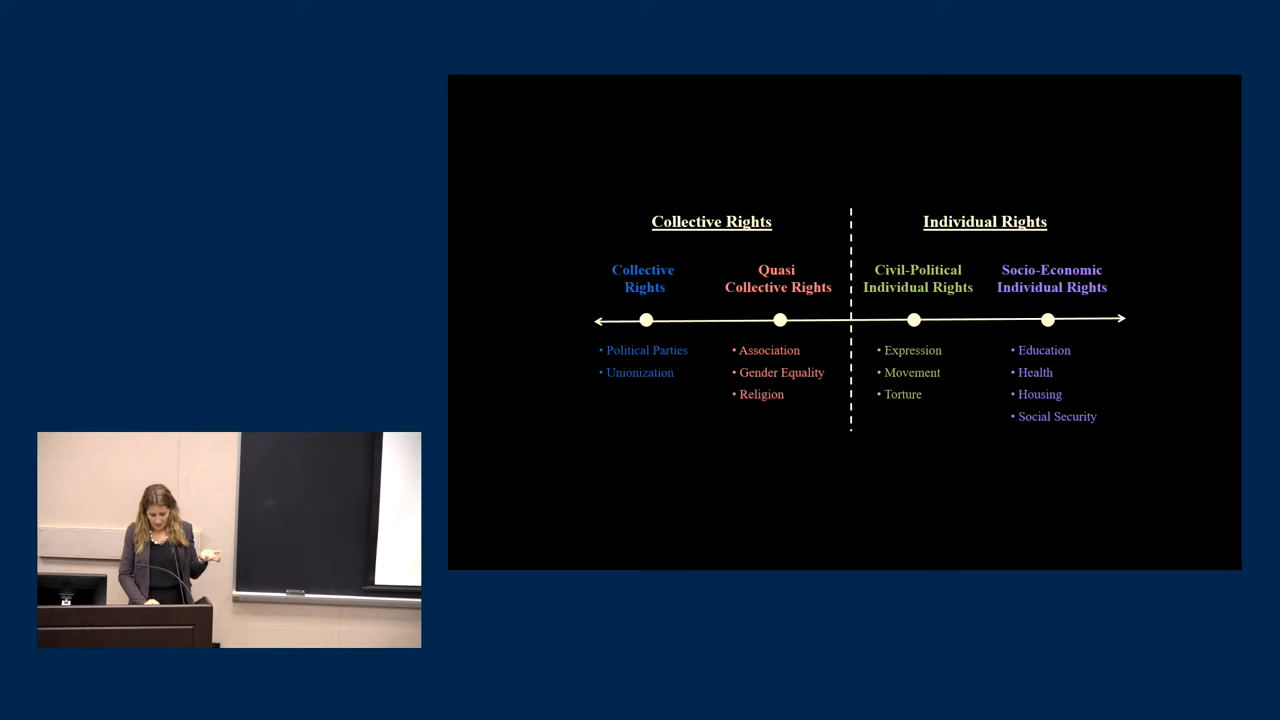 Collective Rights
Individual Rights
Collective
Rights
Quasi
Collective Rights
Civil-Political
Individual Rights
Socio-Economic
Individual Rights
• Political Parties
• Unionization
• Association
• Gender Equality
• Religion
• Expression
• Movement
• Torture
• Education
• Health
• Housing
• Social Security